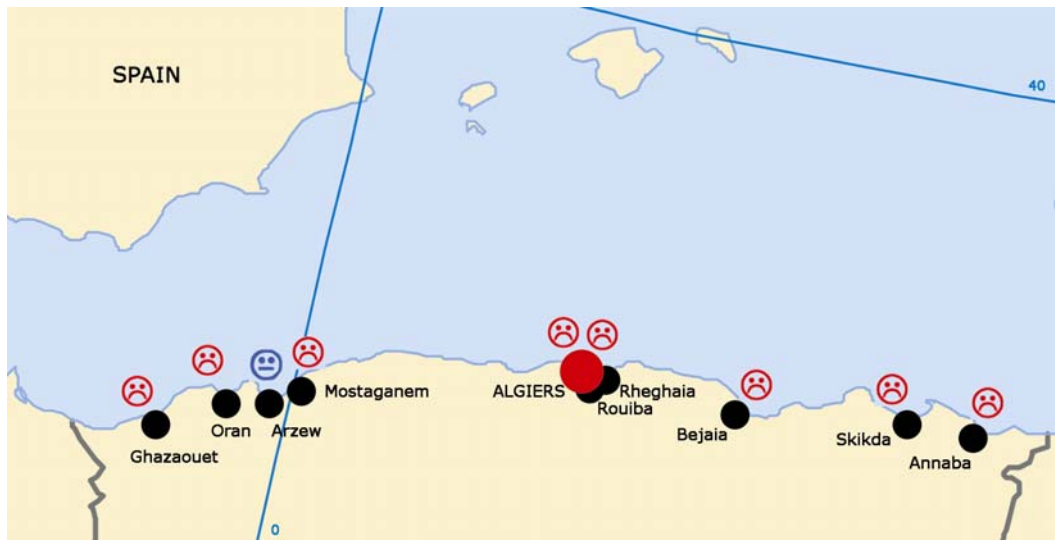 SPAIN
40
ALGIERS
Rheghaia
Rouiba
Mostaganem
Oran
Arzew
Ghazaouet
Bejaia
Skikda
Annaba
0